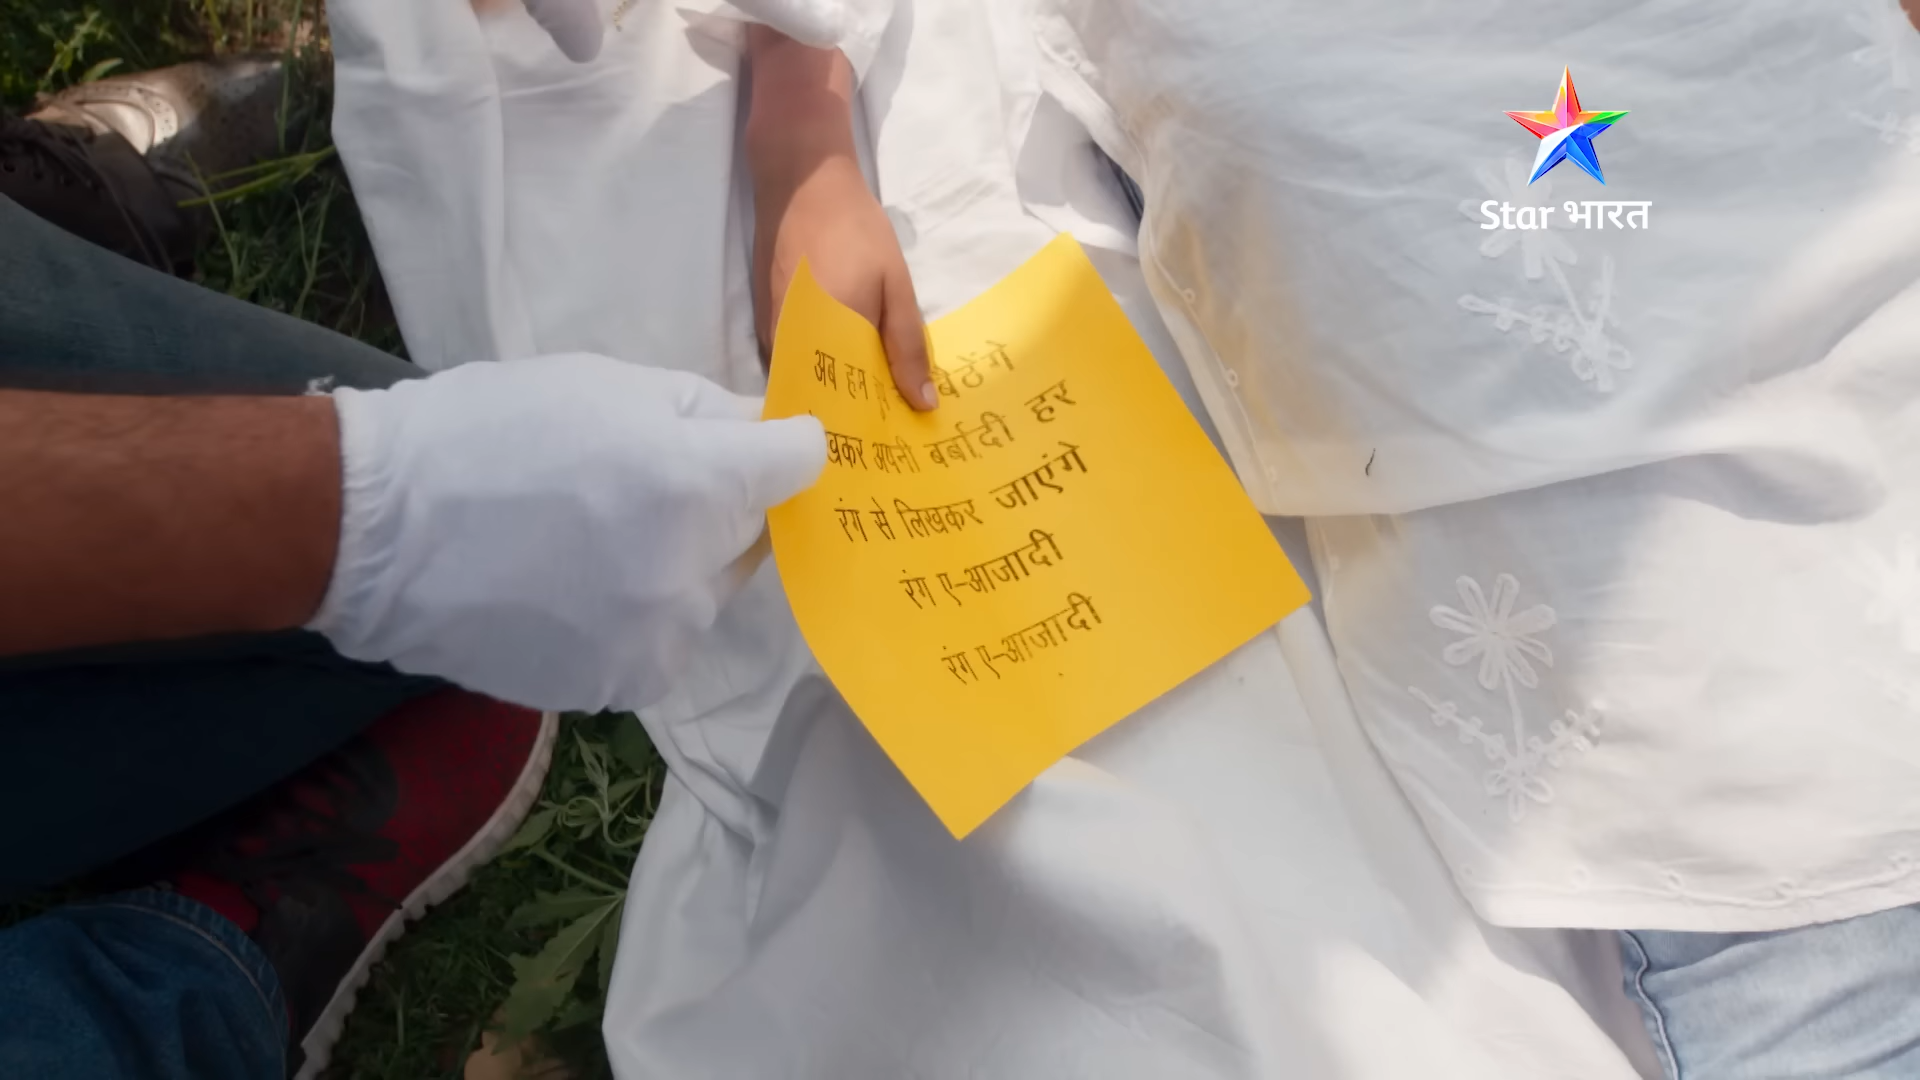 Star भारत
अब हम बैठेंगे
अपनी बर्बादी हर
रंग से लिखकर जाएंगे
रंग ए-आजादी
रंग ए-आजादी